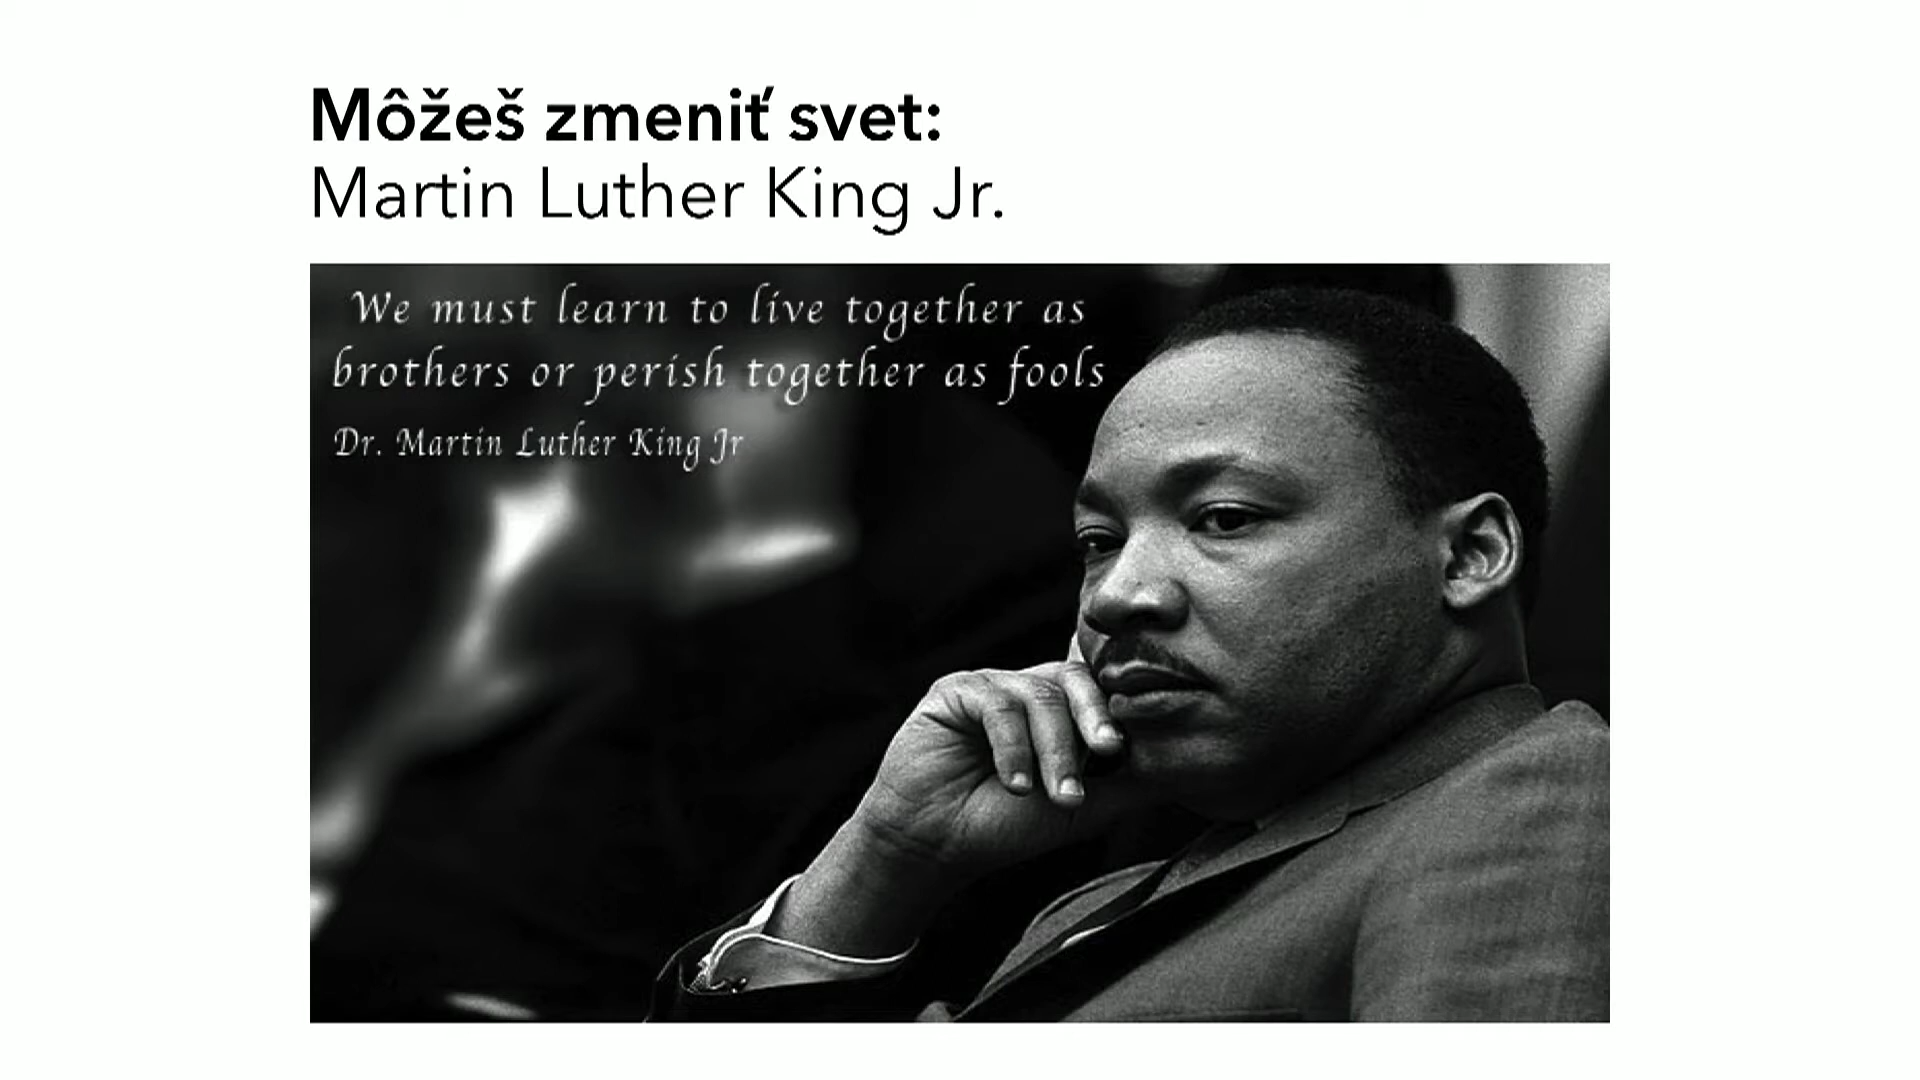 Môžeš zmeniť svet:
Martin Luther King Jr.
We must learn to live together as
brothers or perish together as fools
Dr. Martin Luther King Jr